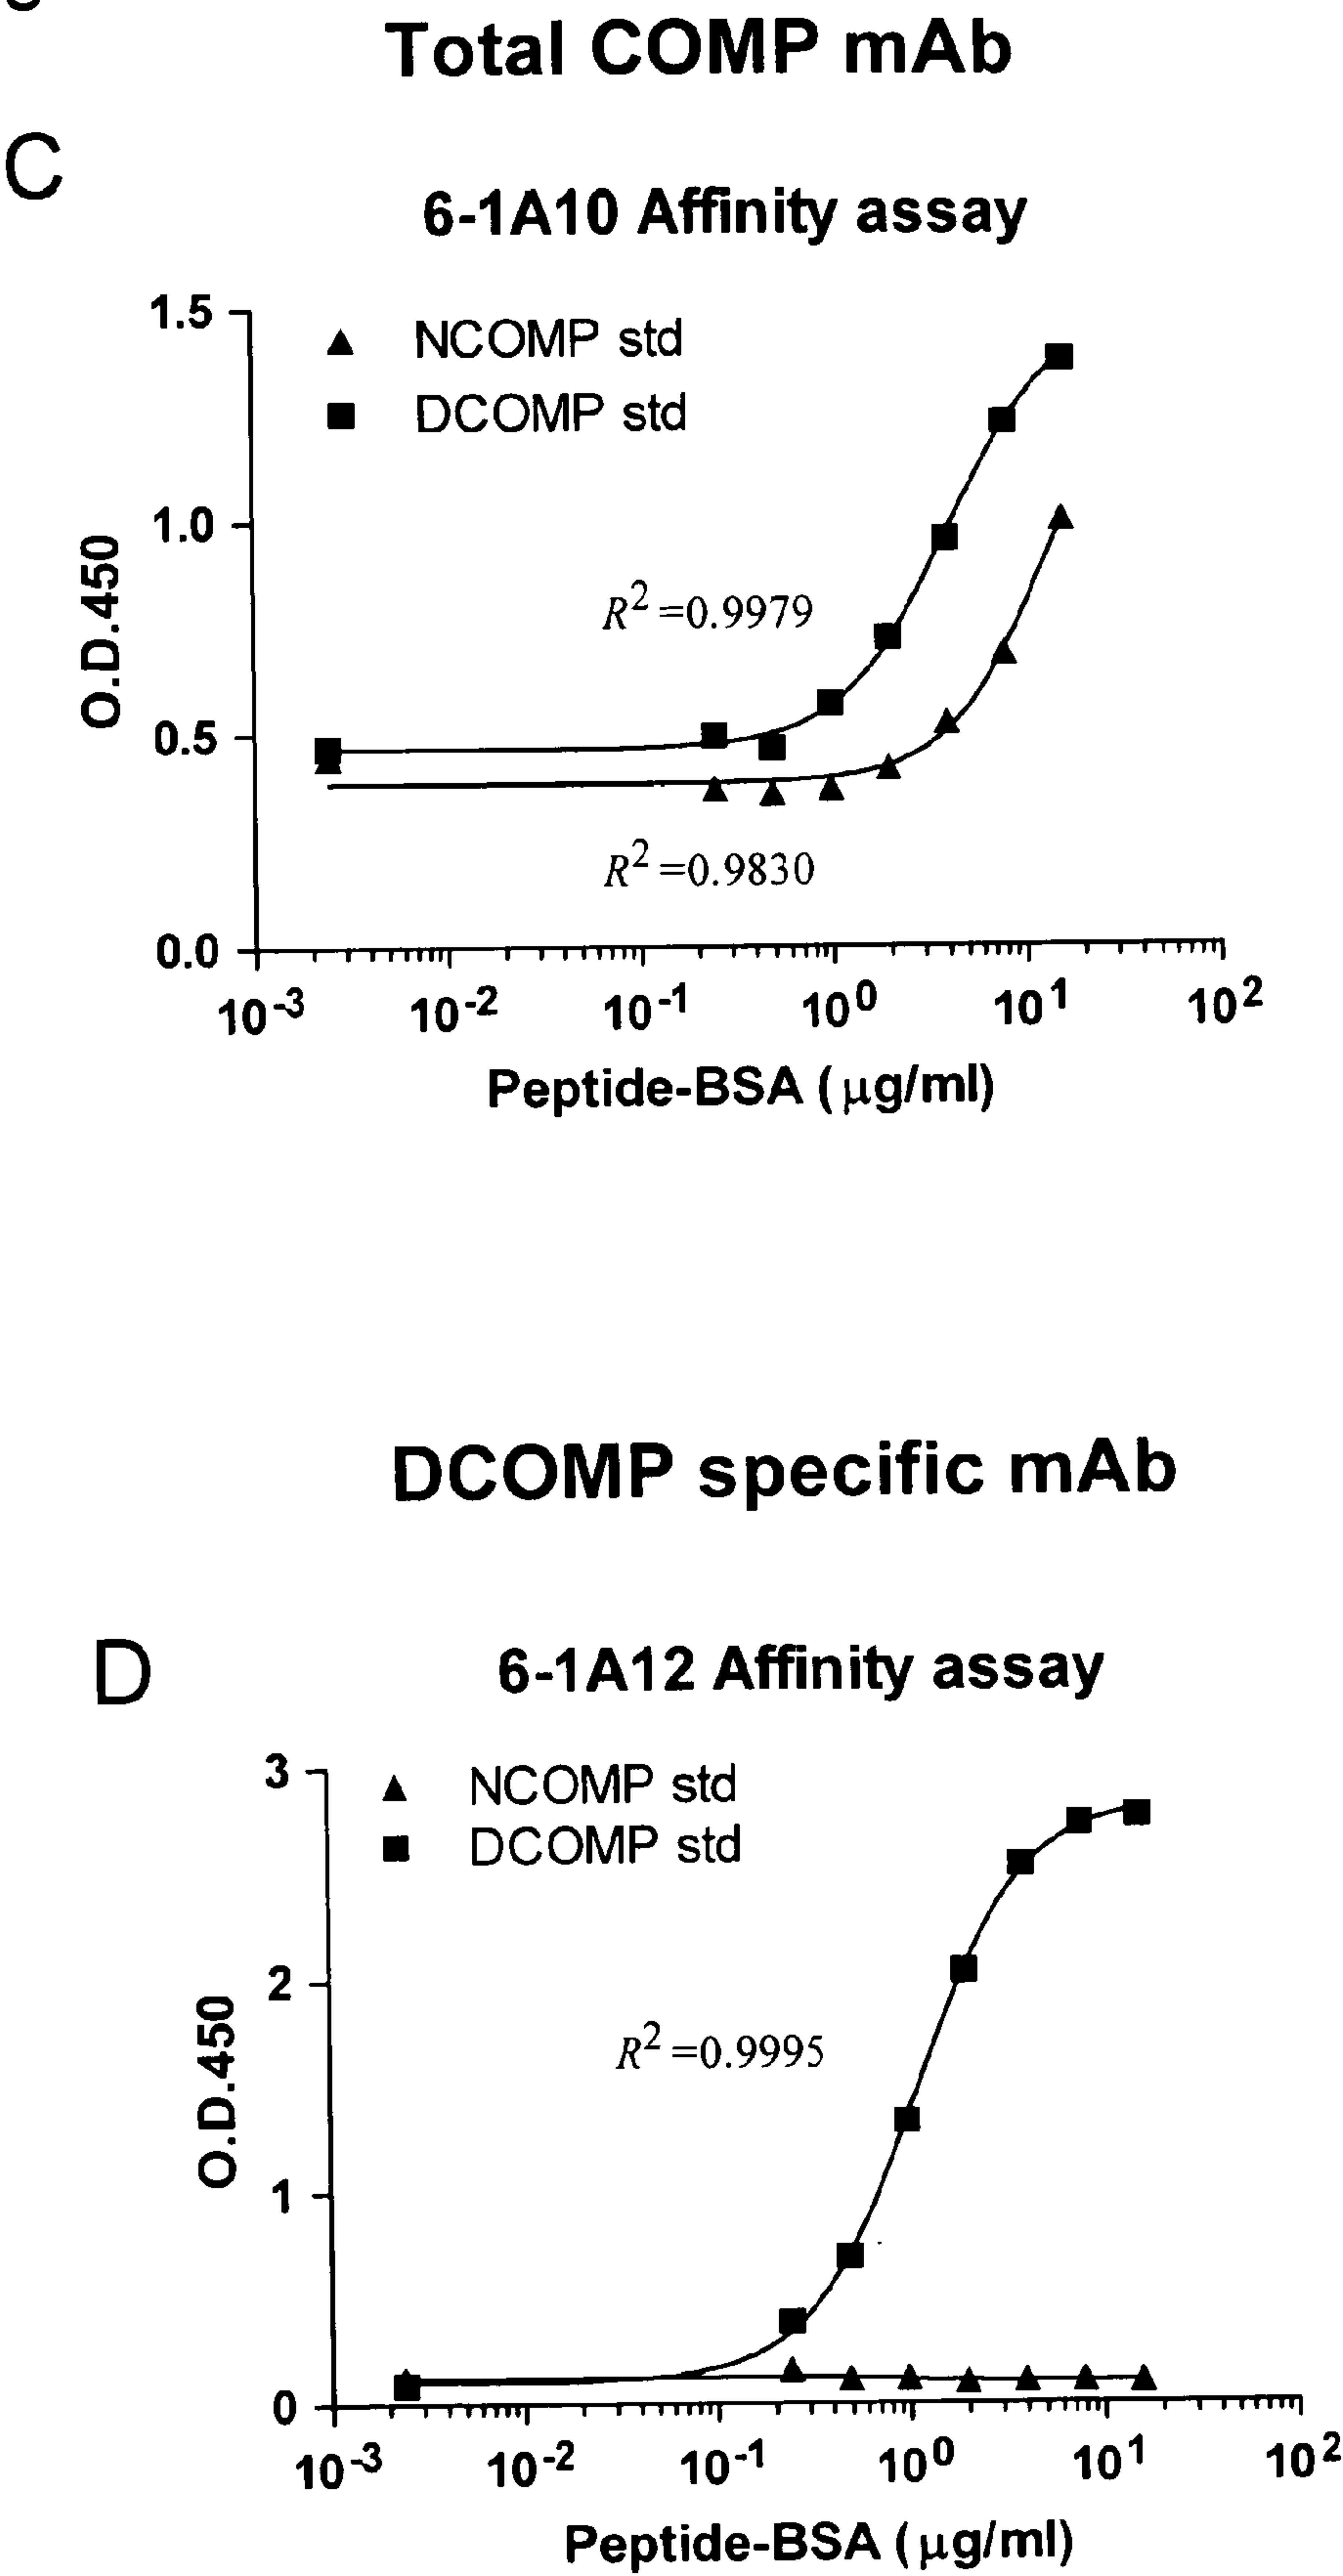 Total COMP mAb
C
6-1A10 Affinity assay
1.5
▲ NCOMP std
■ DCOMP std
1.0
R² =0.9979
O.D.450
0.5
R² =0.9830
0.0
10⁻³ 10⁻² 10⁻¹ 10⁰ 10¹ 10²
Peptide-BSA (μg/ml)
DCOMP specific mAb
D
6-1A12 Affinity assay
3
▲ NCOMP std
■ DCOMP std
2
R² =0.9995
O.D.450
1
0
10⁻³ 10⁻² 10⁻¹ 10⁰ 10¹ 10²
Peptide-BSA (μg/ml)